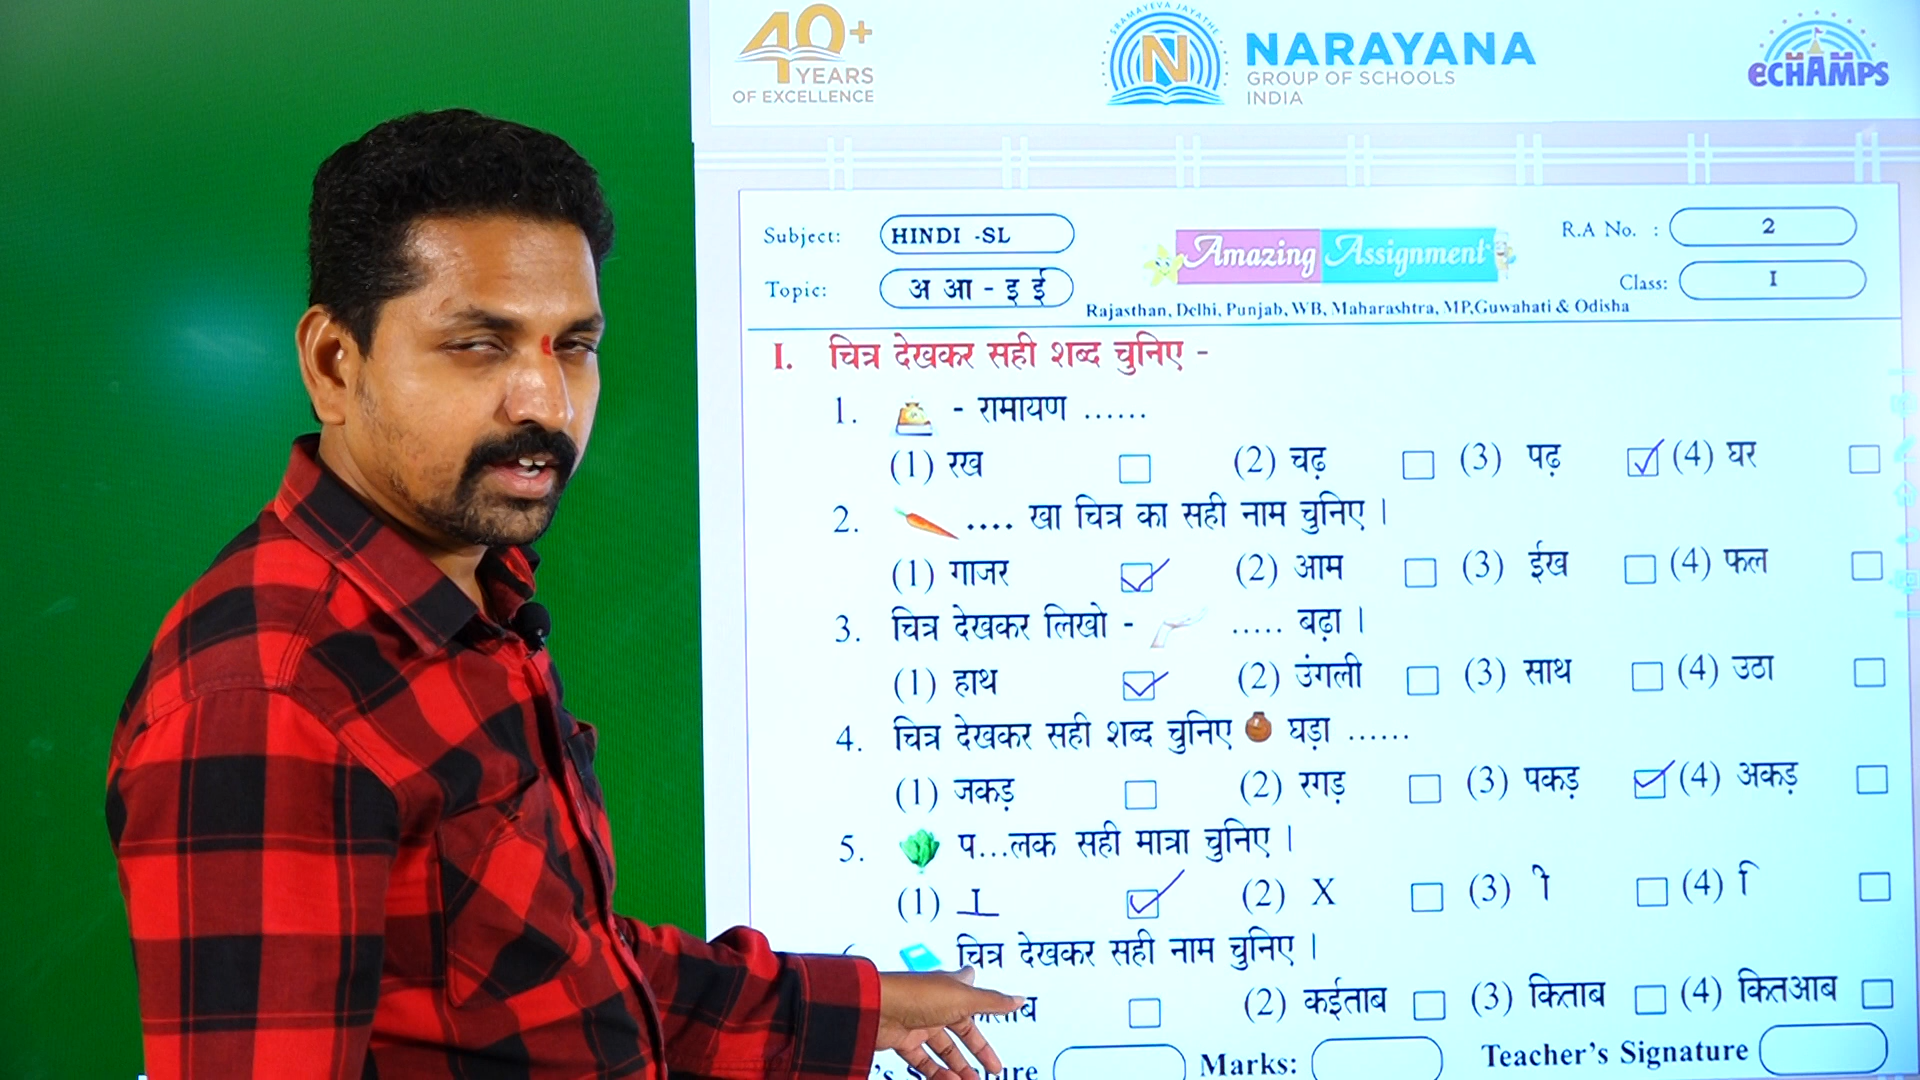 40+
YEARS
OF EXCELLENCE
SRAMAYEVA JAYATHE
N
NARAYANA
GROUP OF SCHOOLS
INDIA
eCHAMPS
Subject: HINDI -SL
Topic: अ आ - इ ई
Amazing Assignment
R.A No. : 2
Class: I
Rajasthan, Delhi, Punjab, WB, Maharashtra, MP,Guwahati & Odisha
I. चित्र देखकर सही शब्द चुनिए -
1. - रामायण ......
(1) रख (2) चढ़ (3) पढ़ (4) घर
2. .... खा चित्र का सही नाम चुनिए ।
(1) गाजर (2) आम (3) ईख (4) फल
3. चित्र देखकर लिखो - ..... बढ़ा ।
(1) हाथ (2) उंगली (3) साथ (4) उठा
4. चित्र देखकर सही शब्द चुनिए घड़ा ......
(1) जकड़ (2) रगड़ (3) पकड़ (4) अकड़
5. प...लक सही मात्रा चुनिए ।
(1) ा (2) X (3) ी (4) ि
चित्र देखकर सही नाम चुनिए ।
(2) कईताब (3) किताब (4) कितआब
Marks: Teacher's Signature